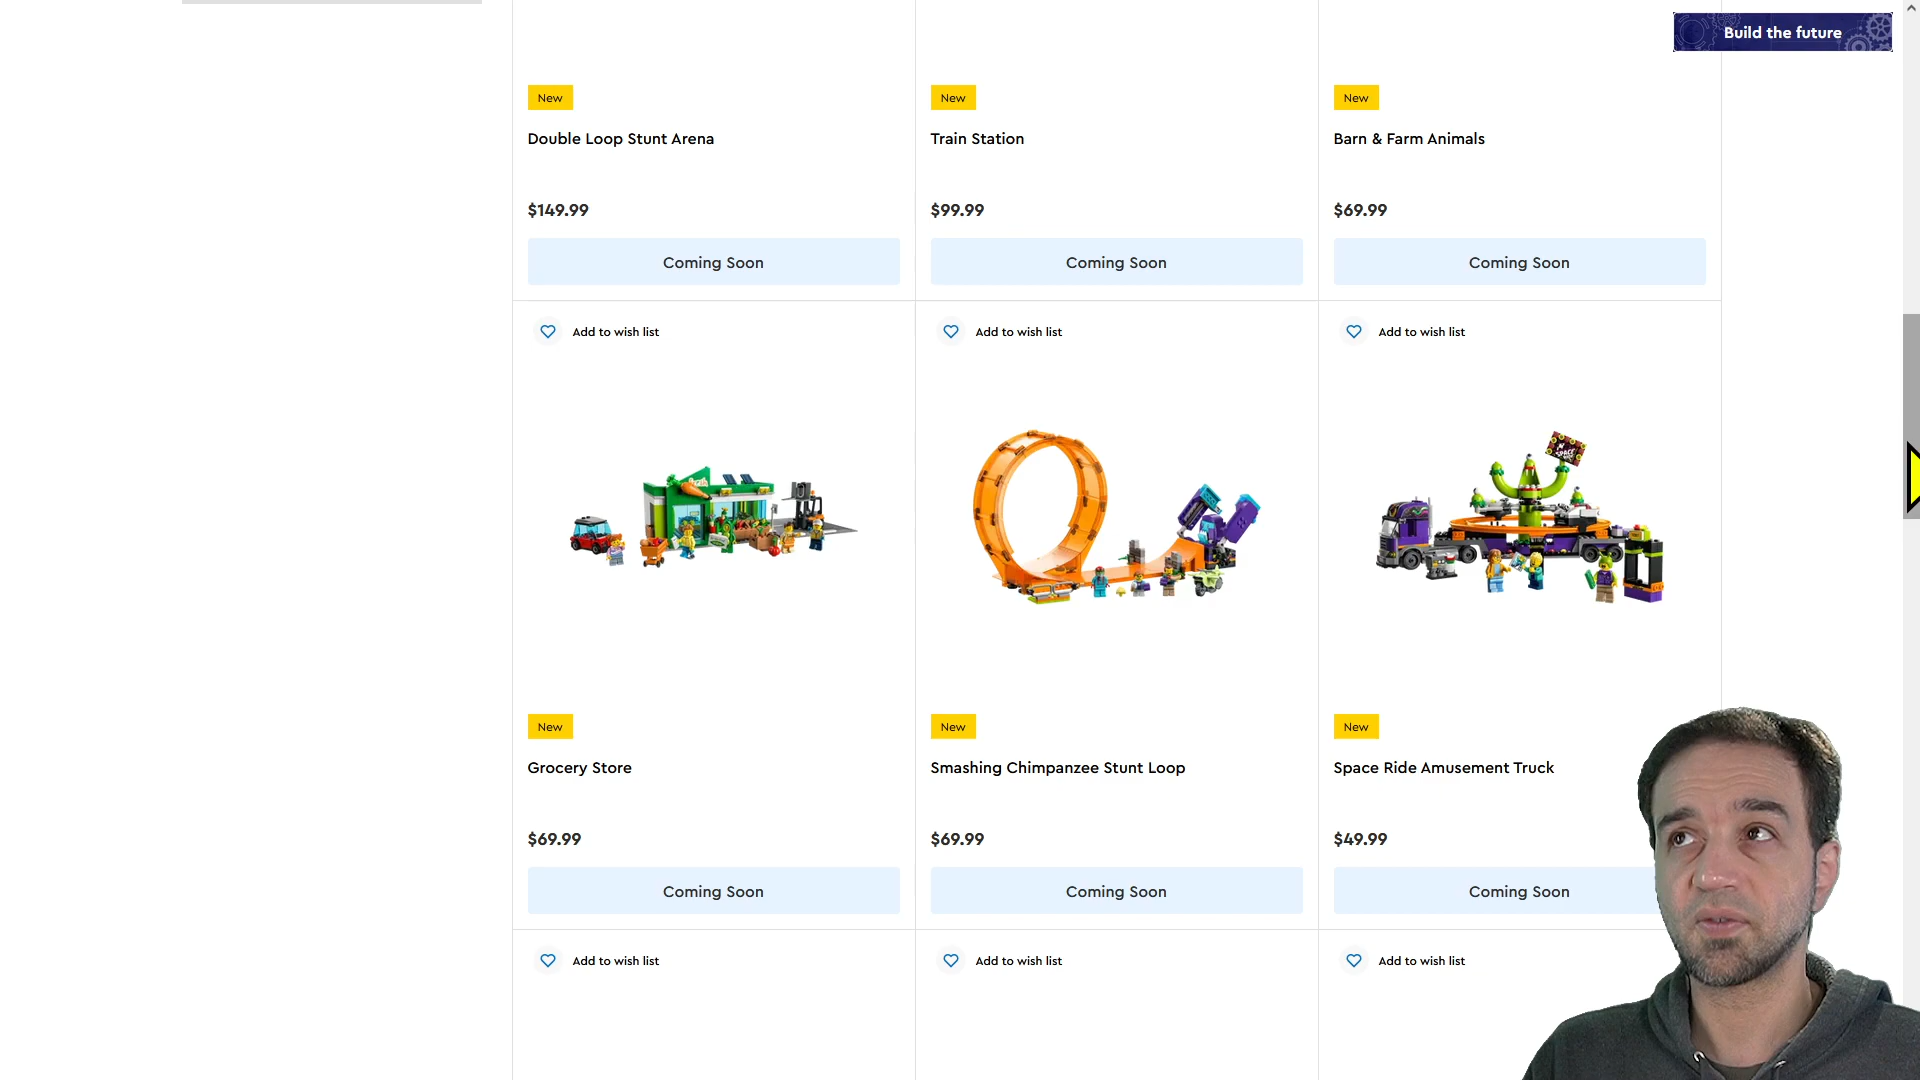 Build the future
New
New
New
Double Loop Stunt Arena
Train Station
Barn & Farm Animals
$149.99
$99.99
$69.99
Coming Soon
Coming Soon
Coming Soon
Add to wish list
Add to wish list
Add to wish list
New
New
New
Grocery Store
Smashing Chimpanzee Stunt Loop
Space Ride Amusement Truck
$69.99
$69.99
$49.99
Coming Soon
Coming Soon
Coming Soon
Add to wish list
Add to wish list
Add to wish list